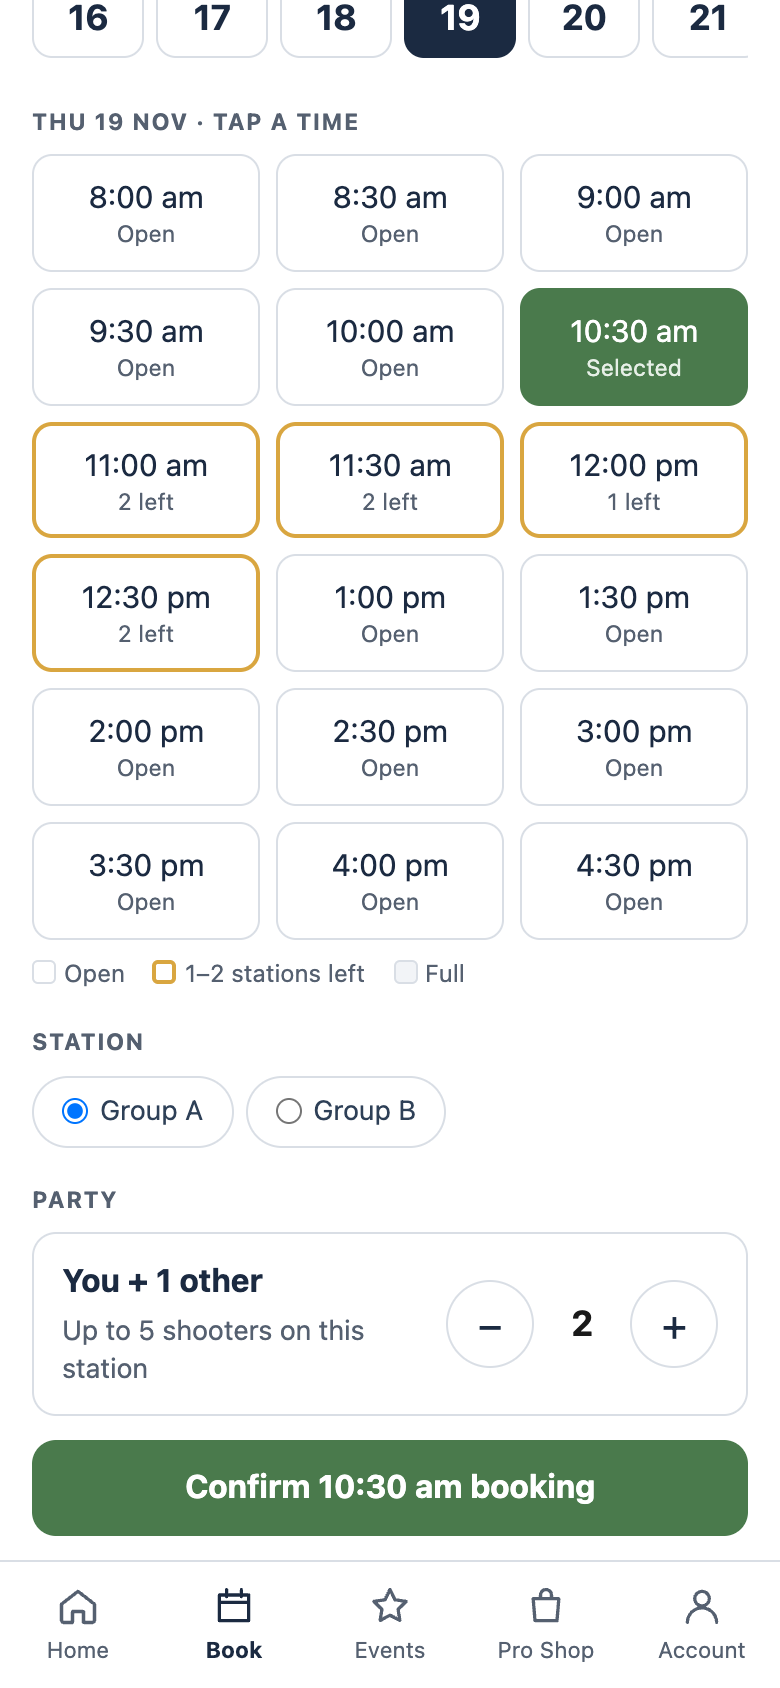 16 17 18 19 20 21
THU 19 NOV · TAP A TIME
8:00 am 8:30 am 9:00 am
Open Open Open
9:30 am 10:00 am 10:30 am
Open Open Selected
11:00 am 11:30 am 12:00 pm
2 left 2 left 1 left
12:30 pm 1:00 pm 1:30 pm
2 left Open Open
2:00 pm 2:30 pm 3:00 pm
Open Open Open
3:30 pm 4:00 pm 4:30 pm
Open Open Open
Open 1–2 stations left Full
STATION
Group A Group B
PARTY
You + 1 other
Up to 5 shooters on this
station
− 2 +
Confirm 10:30 am booking
Home Book Events Pro Shop Account